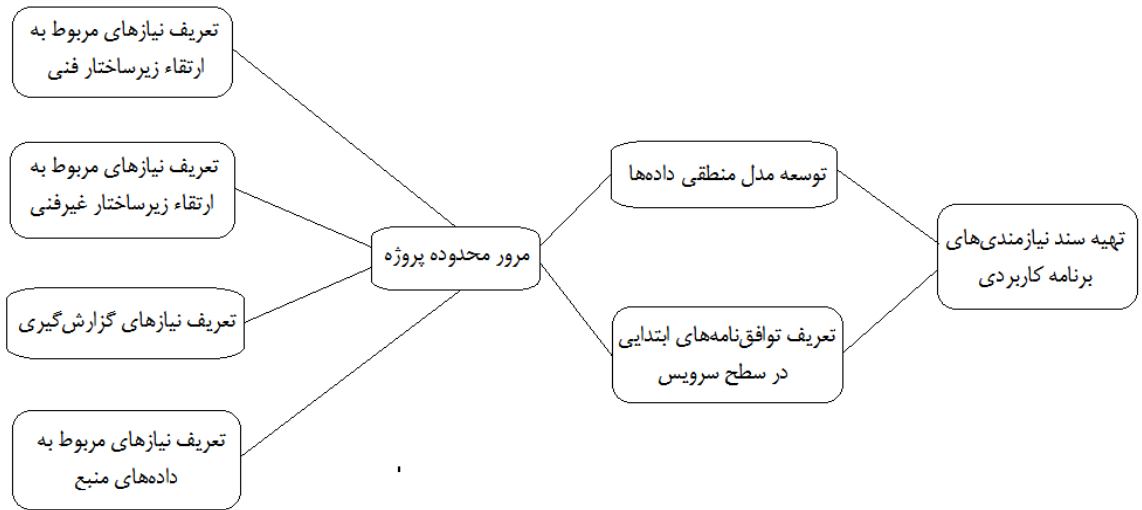 تعریف نیازهای مربوط به
ارتقاء زیرساختار فنی
تعریف نیازهای مربوط به
ارتقاء زیرساختار غیرفنی
تعریف نیازهای گزارش‌گیری
تعریف نیازهای مربوط به
داده‌های منبع
مرور محدوده پروژه
توسعه مدل منطقی داده‌ها
تعریف توافق‌نامه‌های ابتدایی
در سطح سرویس
تهیه سند نیازمندی‌های
برنامه کاربردی